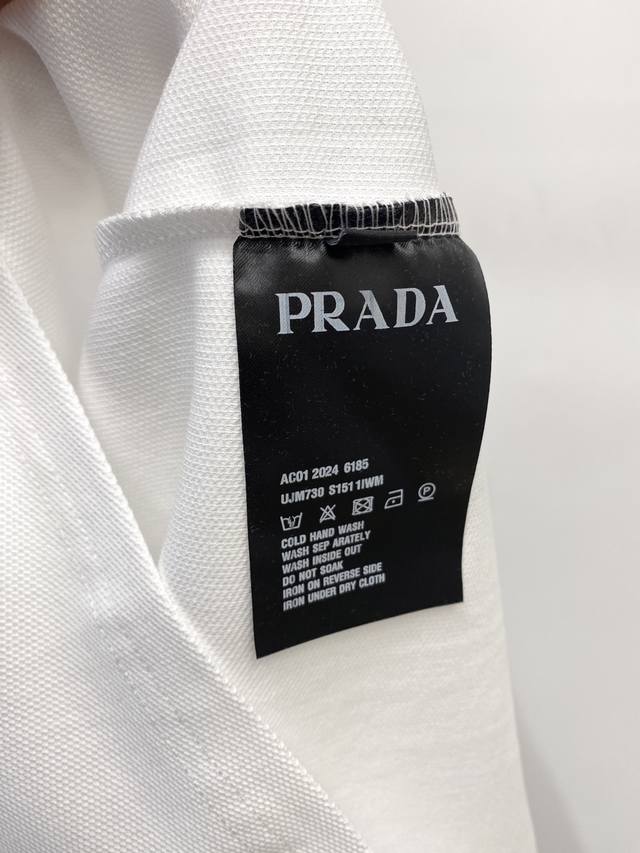 PRADA
AC01 2024 6185
UJM730 S151 1IWM
P
COLD HAND WASH
WASH SEP ARATELY
WASH INSIDE OUT
DO NOT SOAK
IRON ON REVERSE SIDE
IRON UNDER DRY CLOTH